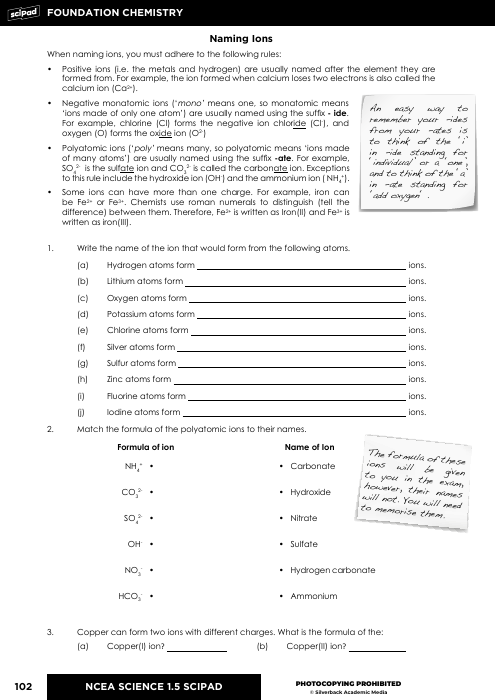 scipad FOUNDATION CHEMISTRY
Naming Ions
When naming ions, you must adhere to the following rules:
• Positive ions (i.e. the metals and hydrogen) are usually named after the element they are
formed from. For example, the ion formed when calcium loses two electrons is also called the
calcium ion (Ca²⁺).
• Negative monatomic ions ('mono' means one, so monatomic means
'ions made of only one atom') are usually named using the suffix - ide.
For example, chlorine (Cl) forms the negative ion chloride (Cl⁻), and
oxygen (O) forms the oxide ion (O²⁻)
• Polyatomic ions ('poly' means many, so polyatomic means 'ions made
of many atoms') are usually named using the suffix -ate. For example,
SO₄²⁻ is the sulfate ion and CO₃²⁻ is called the carbonate ion. Exceptions
to this rule include the hydroxide ion (OH⁻) and the ammonium ion (NH₄⁺).
• Some ions can have more than one charge. For example, iron can
be Fe²⁺ or Fe³⁺. Chemists use roman numerals to distinguish (tell the
difference) between them. Therefore, Fe²⁺ is written as Iron(II) and Fe³⁺ is
written as iron(III).
An easy way to
remember your -ides
from your -ates is
to think of the 'i'
in -ide standing for
'individual' or a 'one',
and to think of the 'a'
in -ate standing for
'add oxygen'.
1. Write the name of the ion that would form from the following atoms.
(a) Hydrogen atoms form ions.
(b) Lithium atoms form ions.
(c) Oxygen atoms form ions.
(d) Potassium atoms form ions.
(e) Chlorine atoms form ions.
(f) Silver atoms form ions.
(g) Sulfur atoms form ions.
(h) Zinc atoms form ions.
(i) Fluorine atoms form ions.
(j) Iodine atoms form ions.
2. Match the formula of the polyatomic ions to their names.
Formula of ion Name of Ion
NH₄⁺ • • Carbonate
CO₃²⁻ • • Hydroxide
SO₄²⁻ • • Nitrate
OH⁻ • • Sulfate
NO₃⁻ • • Hydrogen carbonate
HCO₃⁻ • • Ammonium
The formula of these
ions will be given
to you in the exam,
however, their names
will not. You will need
to memorise them.
3. Copper can form two ions with different charges. What is the formula of the:
(a) Copper(I) ion? (b) Copper(II) ion?
102 NCEA SCIENCE 1.5 SCIPAD PHOTOCOPYING PROHIBITED
© Silverback Academic Media